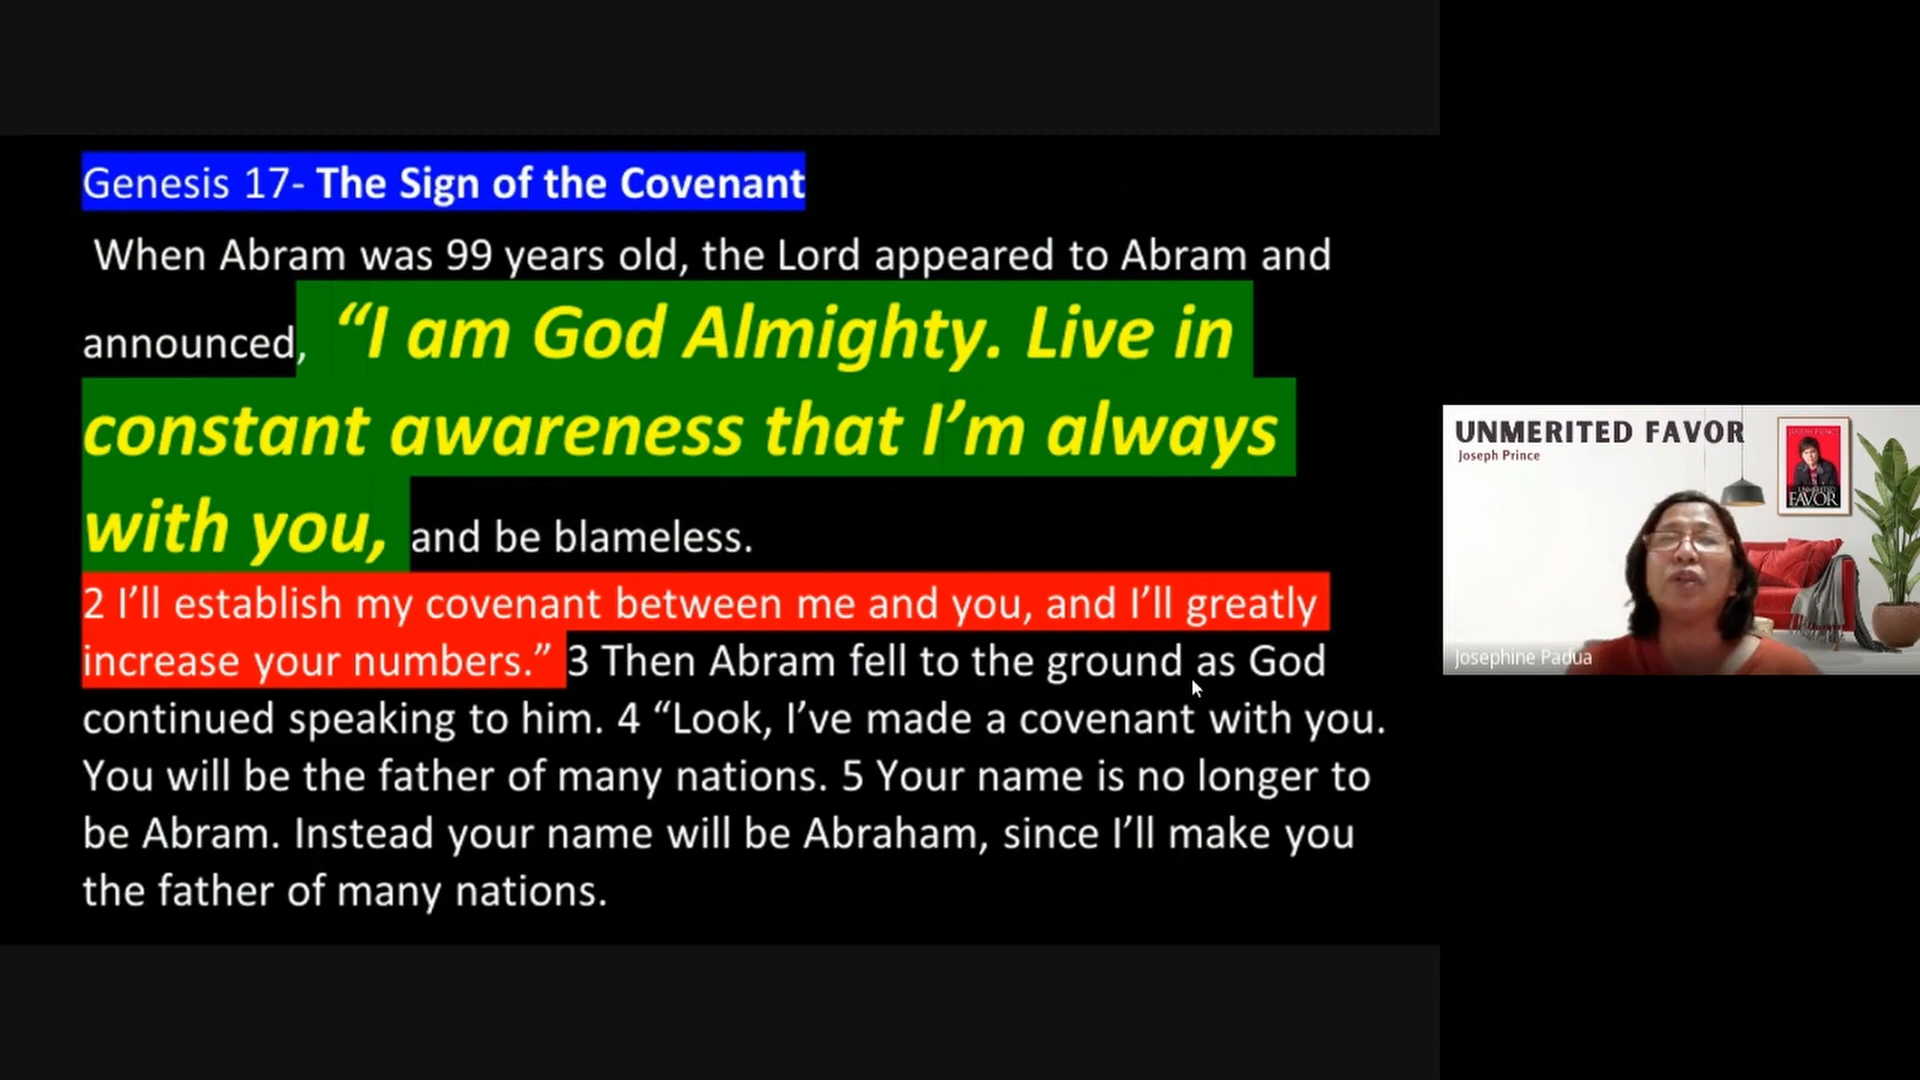 Genesis 17- The Sign of the Covenant
When Abram was 99 years old, the Lord appeared to Abram and
announced, “I am God Almighty. Live in
constant awareness that I’m always
with you, and be blameless.
2 I’ll establish my covenant between me and you, and I’ll greatly
increase your numbers.” 3 Then Abram fell to the ground as God
continued speaking to him. 4 “Look, I’ve made a covenant with you.
You will be the father of many nations. 5 Your name is no longer to
be Abram. Instead your name will be Abraham, since I’ll make you
the father of many nations.
UNMERITED FAVOR
Joseph Prince
JOSEPH PRINCE
UNMERITED
FAVOR
Josephine Padua